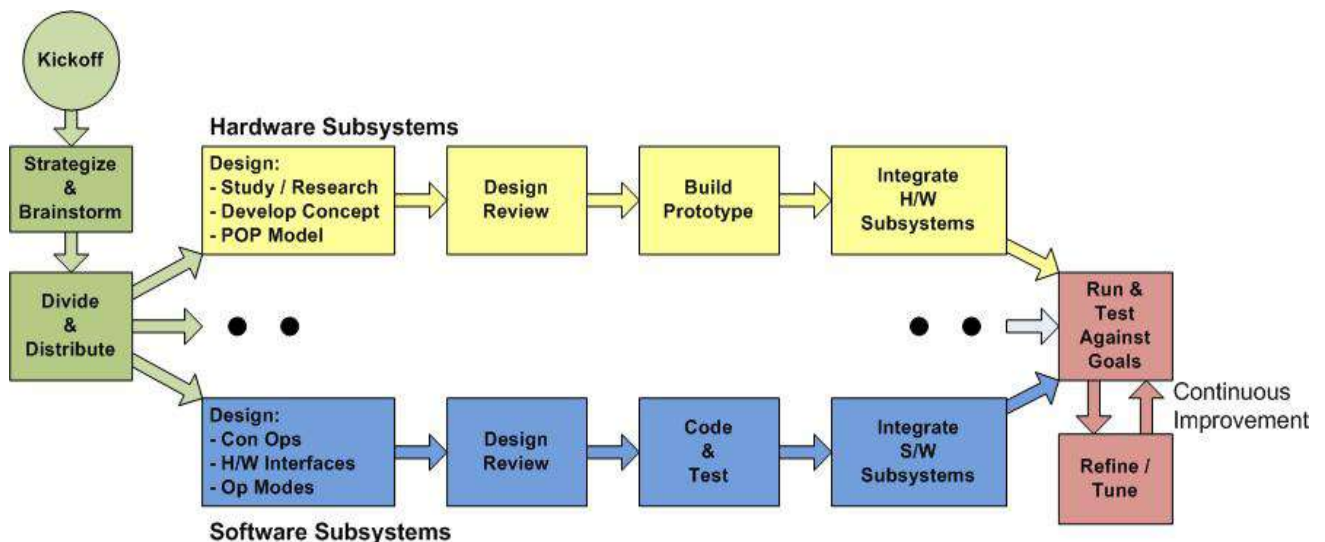 Kickoff
Strategize
&
Brainstorm
Divide
&
Distribute
Hardware Subsystems
Design:
- Study / Research
- Develop Concept
- POP Model
Design
Review
Build
Prototype
Integrate
H/W
Subsystems
Design:
- Con Ops
- H/W Interfaces
- Op Modes
Design
Review
Code
&
Test
Integrate
S/W
Subsystems
Software Subsystems
Run &
Test
Against
Goals
Continuous
Improvement
Refine /
Tune